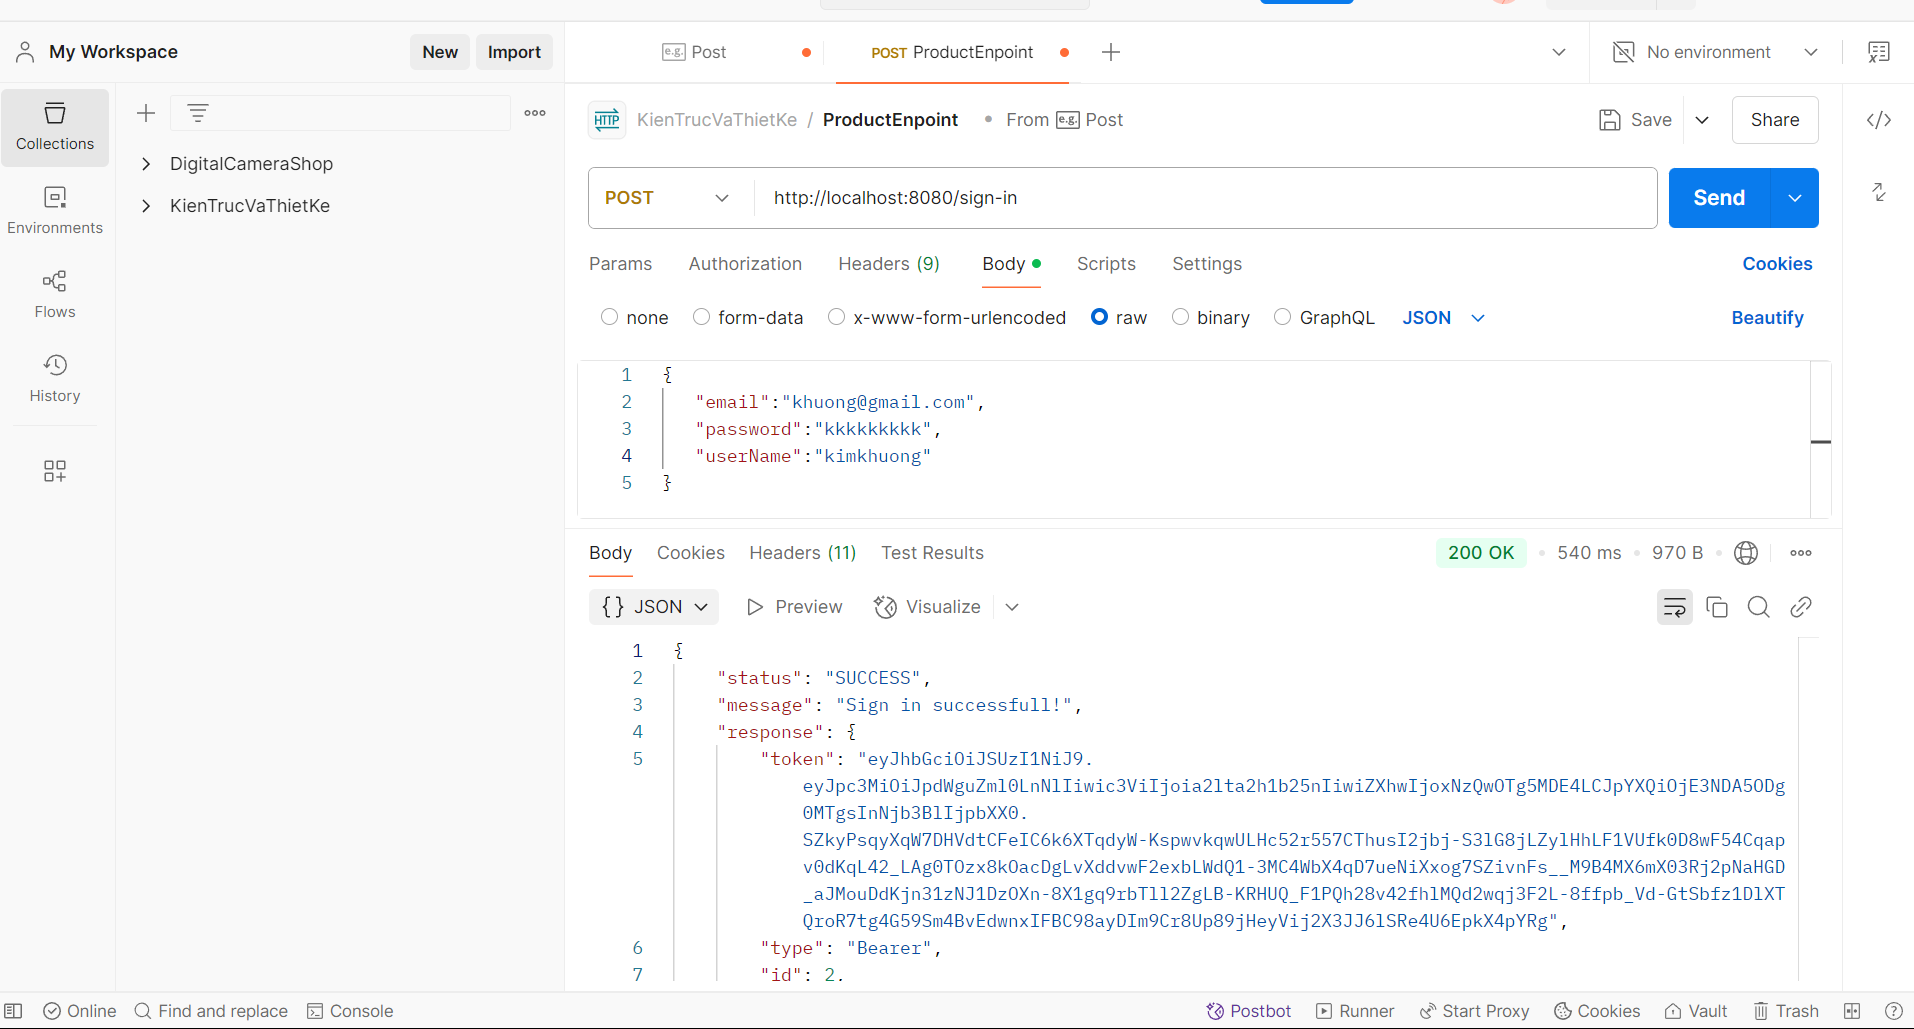 My Workspace
New
Import
e.g. Post
POST ProductEnpoint
No environment
Collections
Environments
Flows
History
DigitalCameraShop
KienTrucVaThietKe
HTTP KienTrucVaThietKe / ProductEnpoint From e.g. Post
Save
Share
POST http://localhost:8080/sign-in
Send
Params Authorization Headers (9) Body Scripts Settings
Cookies
none form-data x-www-form-urlencoded raw binary GraphQL JSON
Beautify
1 {
2 "email":"khuong@gmail.com",
3 "password":"kkkkkkkkk",
4 "userName":"kimkhuong"
5 }
Body Cookies Headers (11) Test Results
200 OK 540 ms 970 B
{} JSON Preview Visualize
1 {
2 "status": "SUCCESS",
3 "message": "Sign in successfull!",
4 "response": {
5 "token": "eyJhbGciOiJSUzI1NiJ9.
eyJpc3MiOiJpdWguZml0LnNlIiwic3ViIjoia2lta2h1b25nIiwiZXhwIjoxNzQwOTg5MDE4LCJpYXQiOjE3NDA5ODg
0MTgsInNjb3BlIjpbXX0.
SZkyPsqyXqW7DHVdtCFeIC6k6XTqdyW-KspwvkqwULHc52r557CThusI2jbj-S3lG8jLZylHhLF1VUfk0D8wF54Cqap
v0dKqL42_LAg0TOzx8kOacDgLvXddvwF2exbLWdQ1-3MC4WbX4qD7ueNiXxog7SZivnFs__M9B4MX6mX03Rj2pNaHGD
_aJMouDdKjn31zNJ1DzOXn-8X1gq9rbTll2ZgLB-KRHUQ_F1PQh28v42fhlMQd2wqj3F2L-8ffpb_Vd-GtSbfz1DlXT
QroR7tg4G59Sm4BvEdwnxIFBC98ayDIm9Cr8Up89jHeyVij2X3JJ6lSRe4U6EpkX4pYRg",
6 "type": "Bearer",
7 "id": 2,
Online Find and replace Console
Postbot Runner Start Proxy Cookies Vault Trash